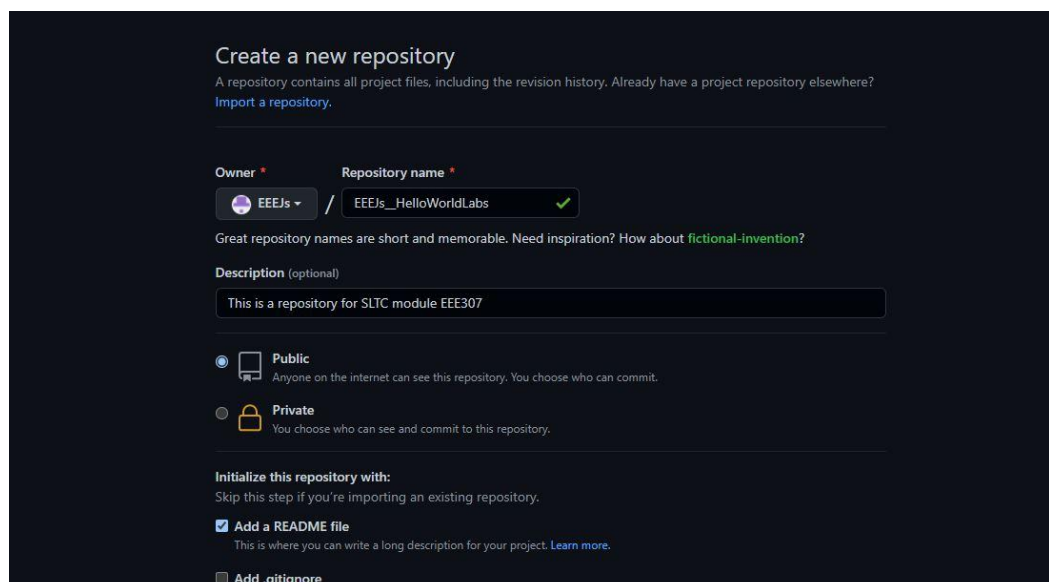 Create a new repository
A repository contains all project files, including the revision history. Already have a project repository elsewhere?
Import a repository.
Owner * Repository name *
EEEJs / EEEJs__HelloWorldLabs
Great repository names are short and memorable. Need inspiration? How about fictional-invention?
Description (optional)
This is a repository for SLTC module EEE307
Public
Anyone on the internet can see this repository. You choose who can commit.
Private
You choose who can see and commit to this repository.
Initialize this repository with:
Skip this step if you're importing an existing repository.
Add a README file
This is where you can write a long description for your project. Learn more.
Add .gitignore